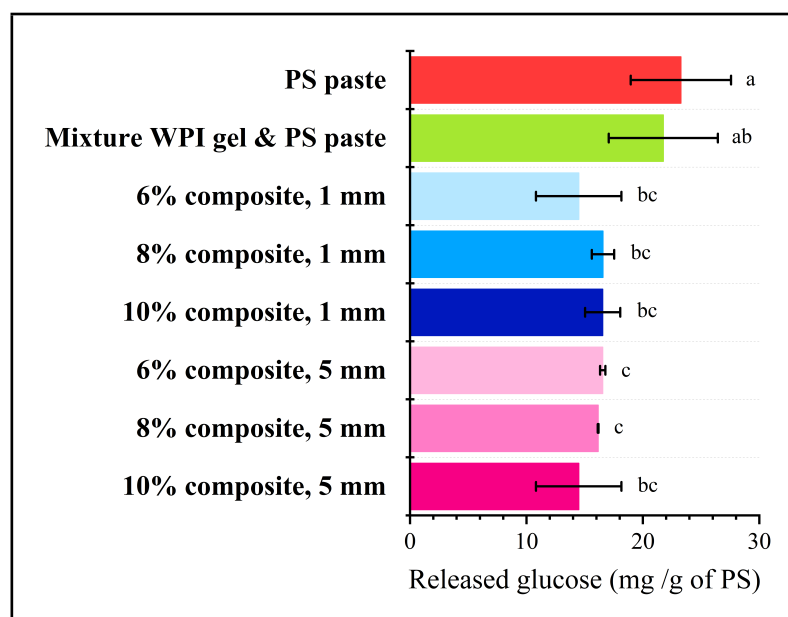 PS paste a
Mixture WPI gel & PS paste ab
6% composite, 1 mm bc
8% composite, 1 mm bc
10% composite, 1 mm bc
6% composite, 5 mm c
8% composite, 5 mm c
10% composite, 5 mm bc
0 10 20 30
Released glucose (mg /g of PS)